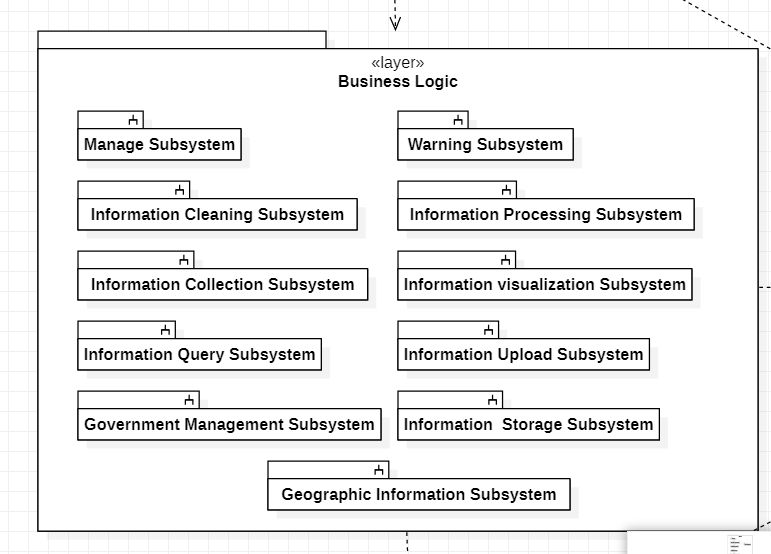 «layer»
Business Logic
Manage Subsystem
Warning Subsystem
Information Cleaning Subsystem
Information Processing Subsystem
Information Collection Subsystem
Information visualization Subsystem
Information Query Subsystem
Information Upload Subsystem
Government Management Subsystem
Information  Storage Subsystem
Geographic Information Subsystem